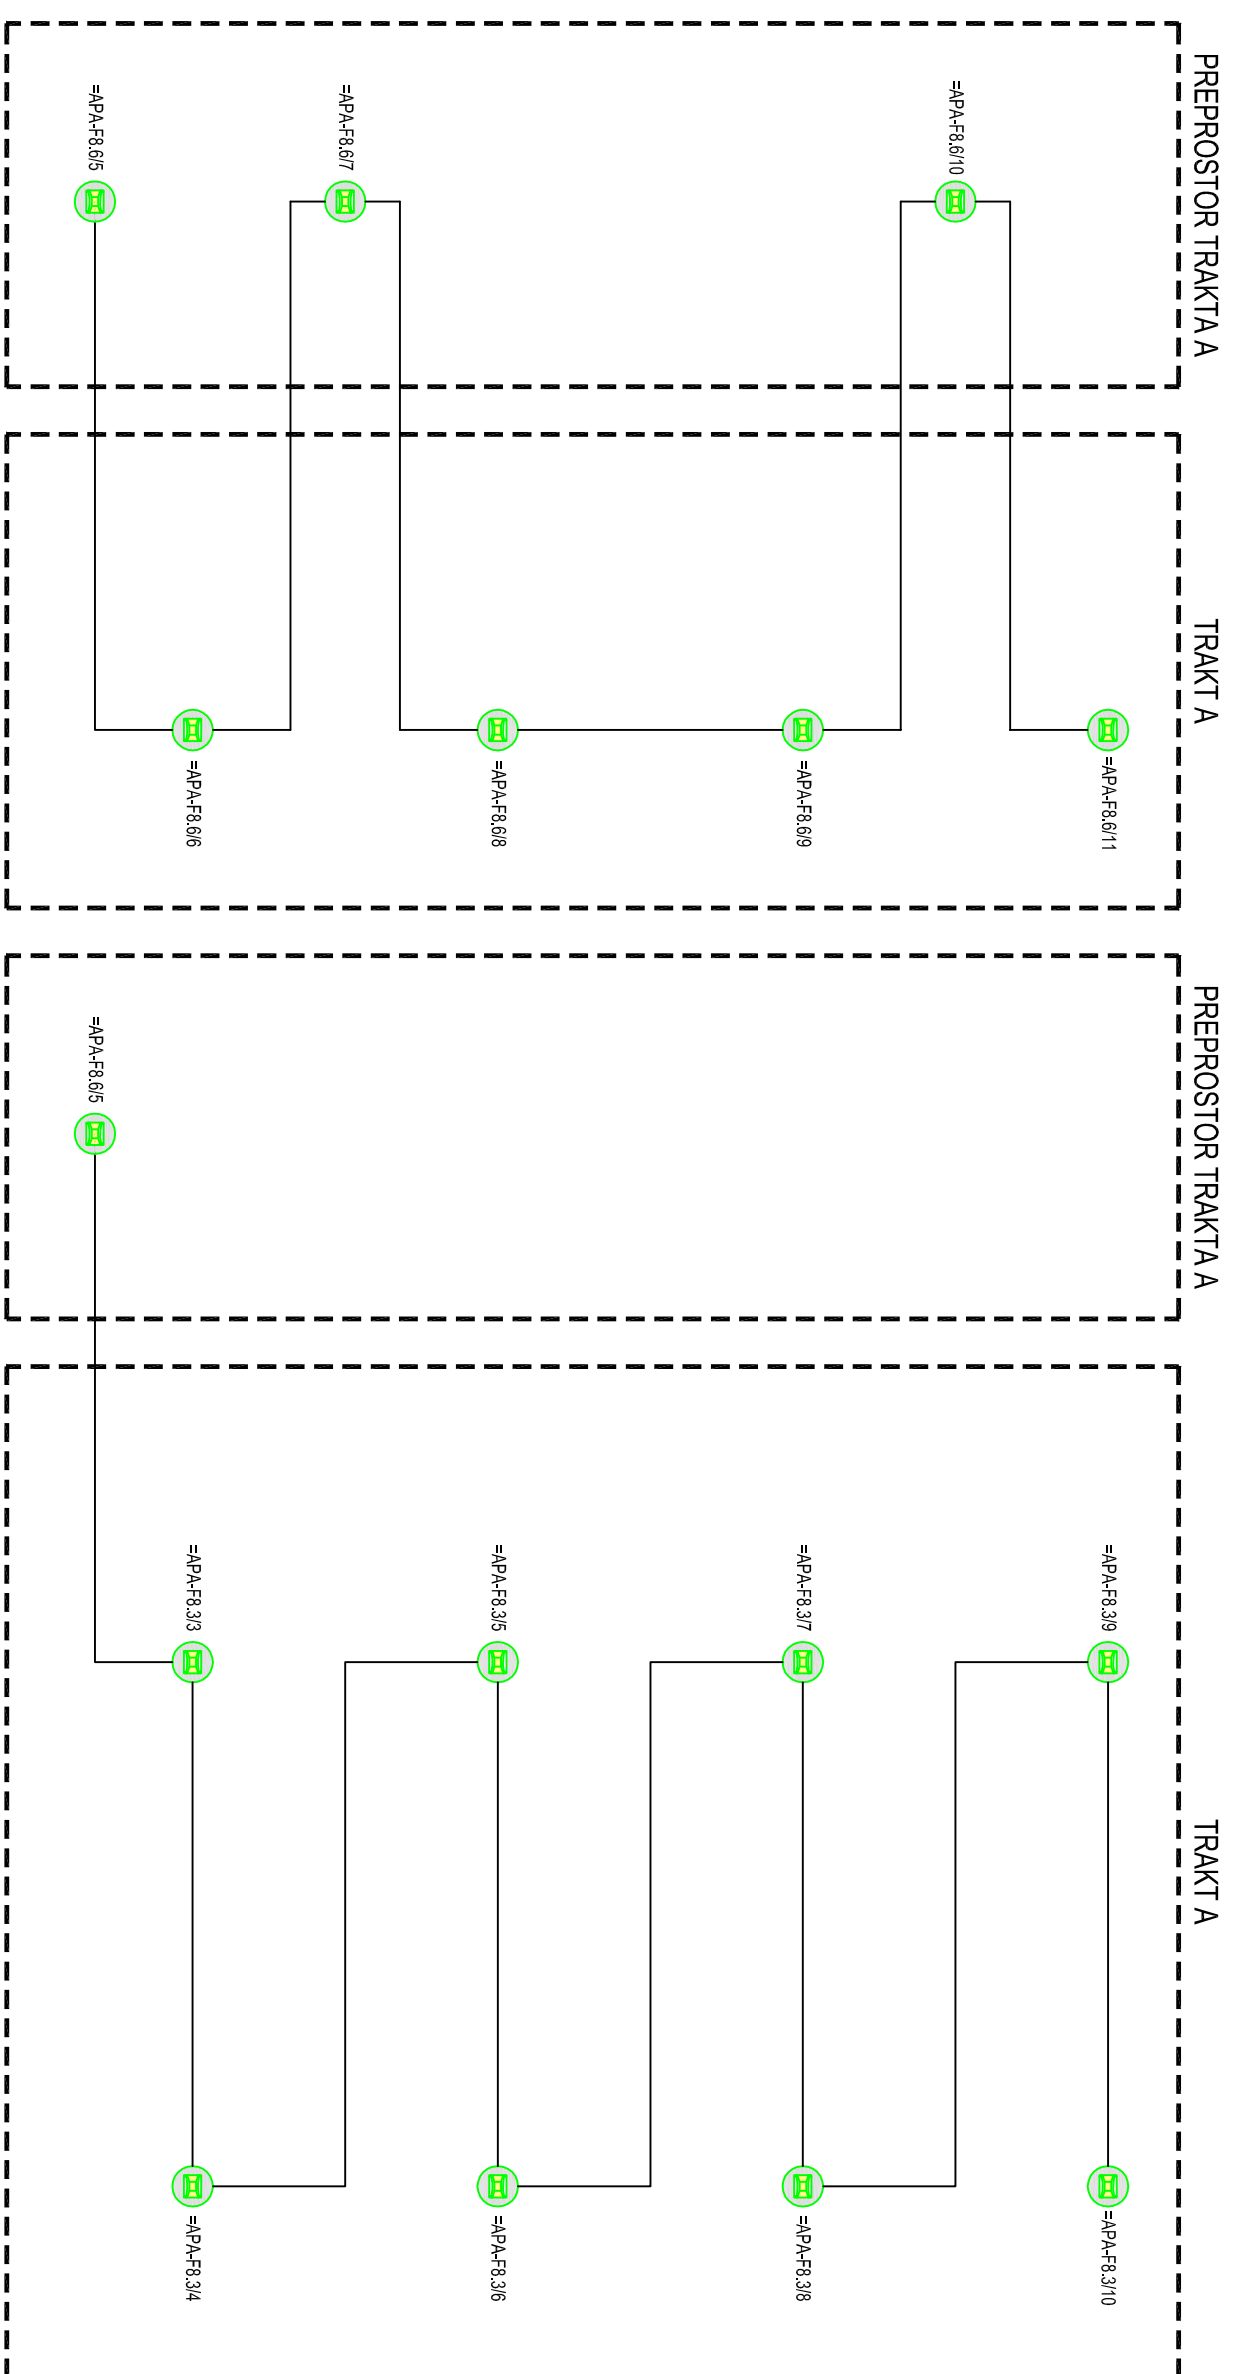 PREPROSTOR TRAKTA A
=APA-F8.6/10
=APA-F8.6/7
=APA-F8.6/5
TRAKT A
=APA-F8.6/11
=APA-F8.6/9
=APA-F8.6/8
=APA-F8.6/6
PREPROSTOR TRAKTA A
=APA-F8.6/5
TRAKT A
=APA-F8.3/9
=APA-F8.3/7
=APA-F8.3/5
=APA-F8.3/3
=APA-F8.3/10
=APA-F8.3/8
=APA-F8.3/6
=APA-F8.3/4